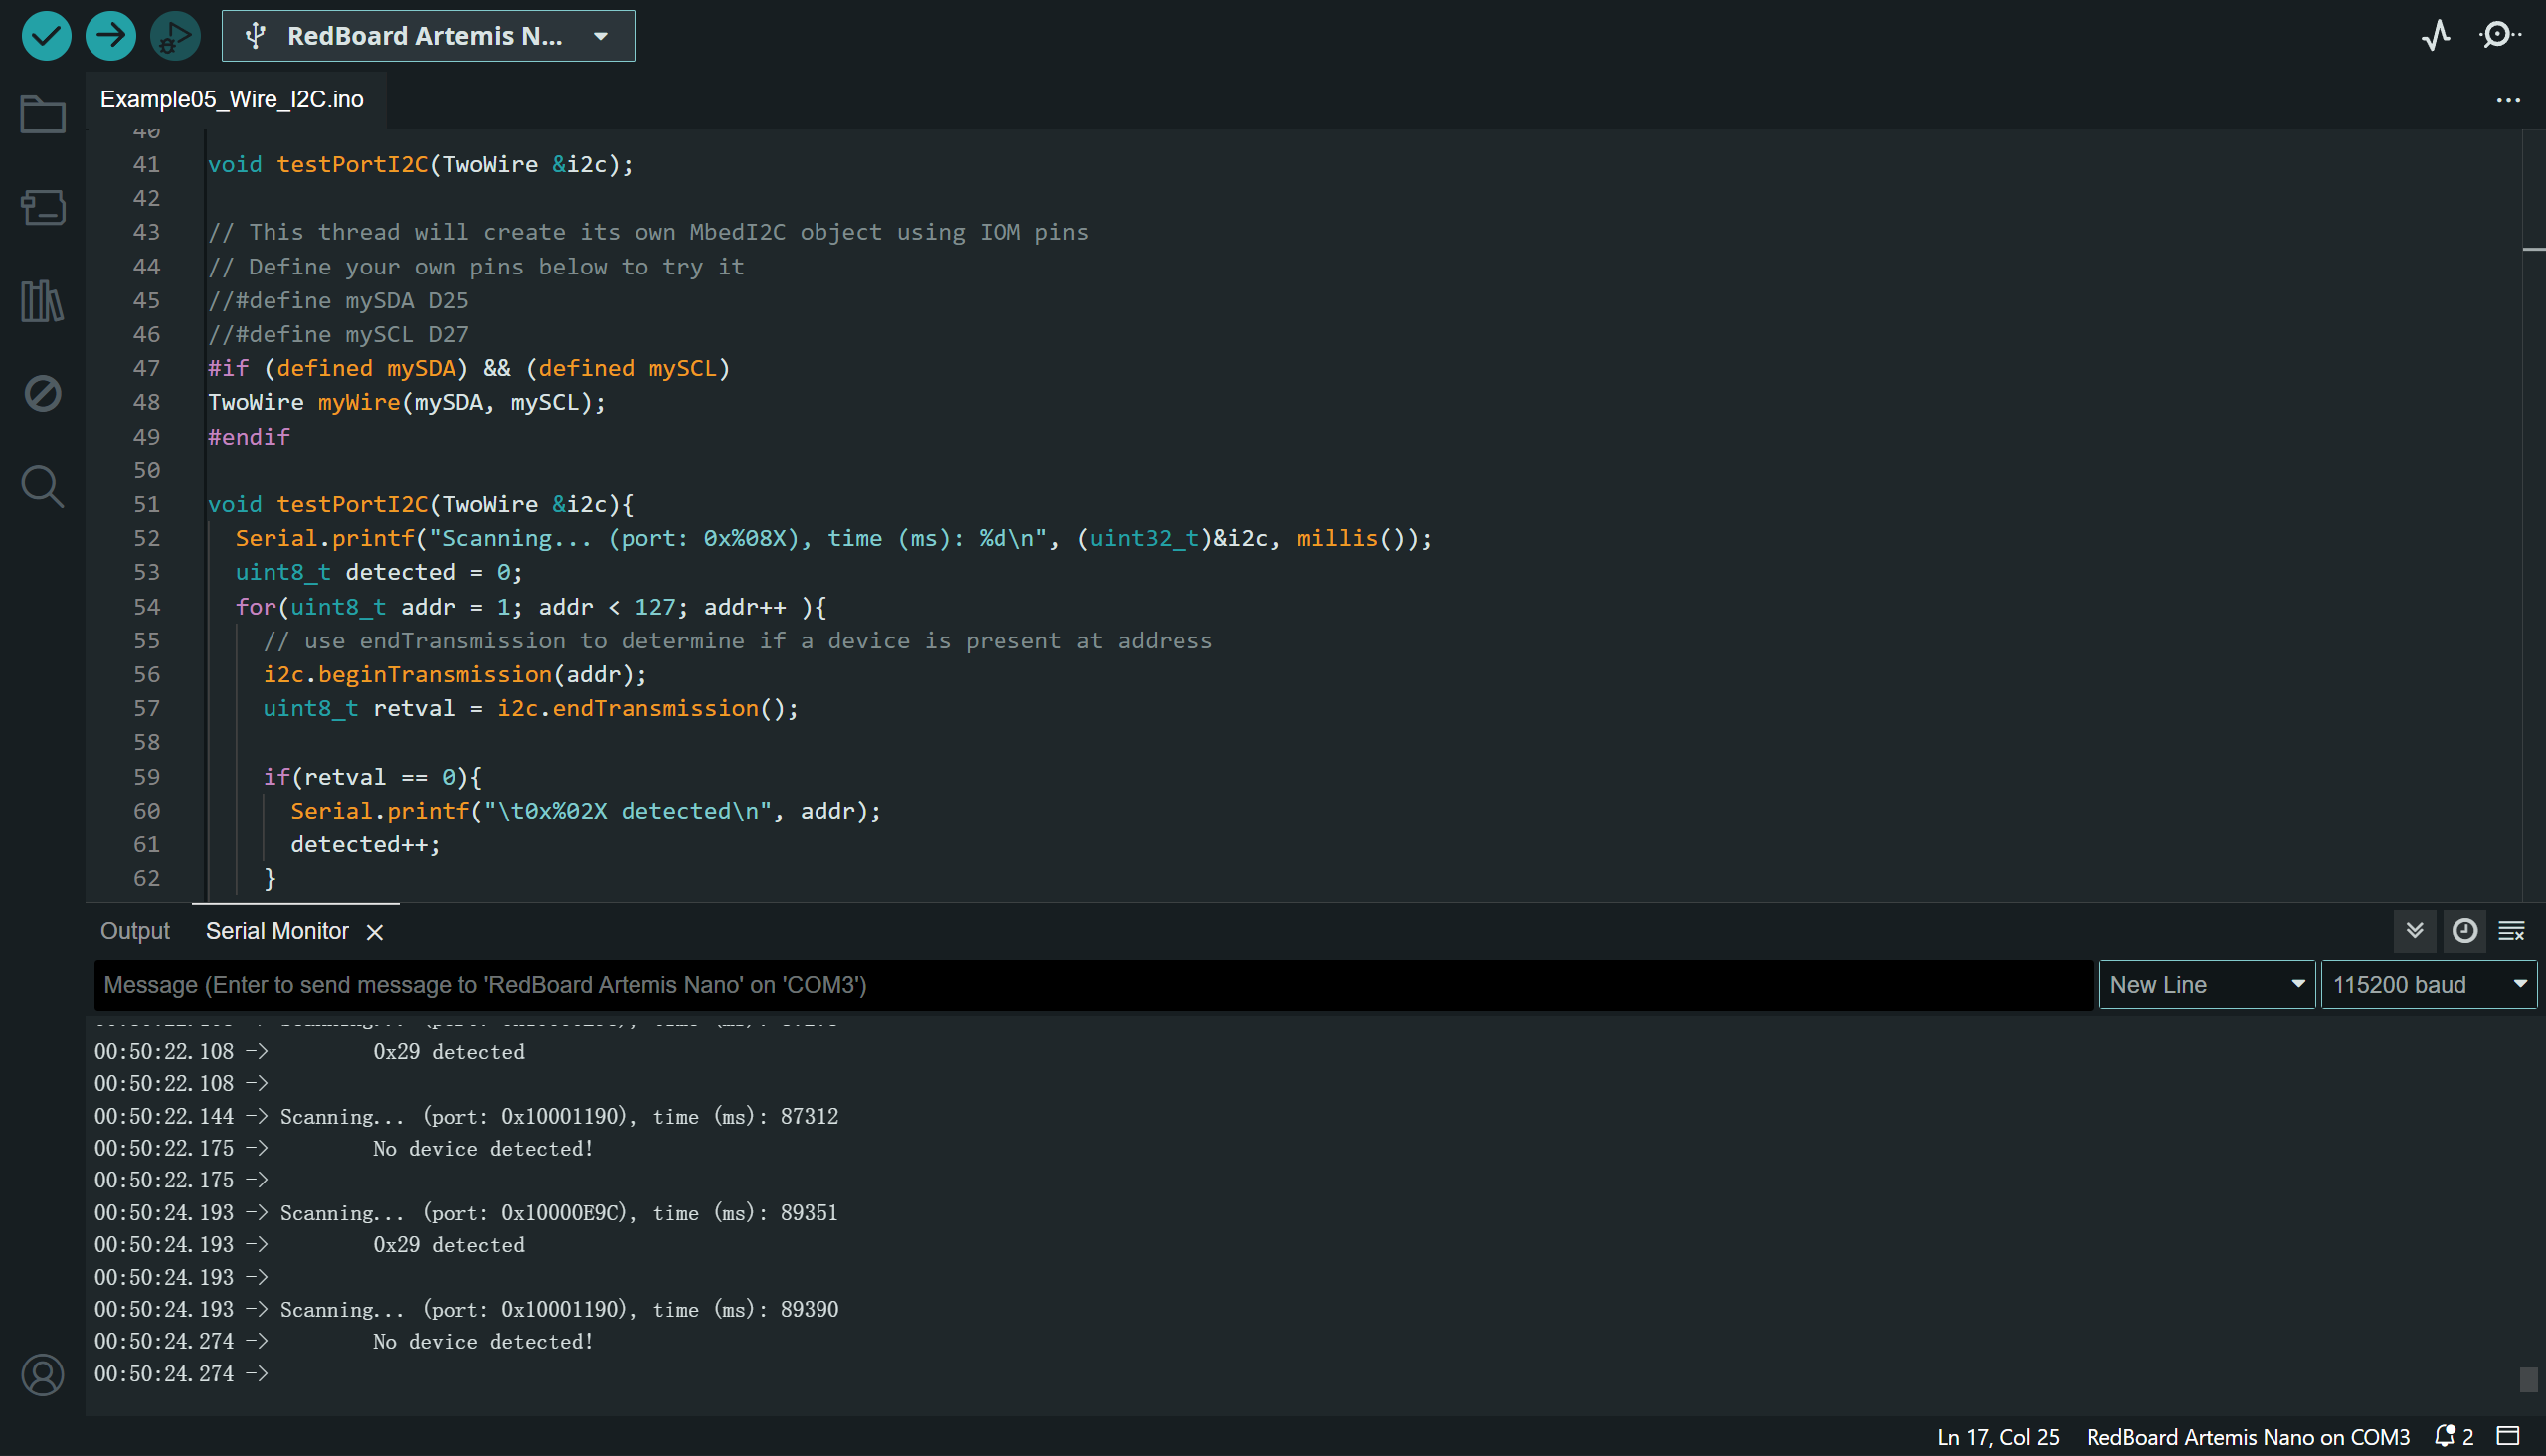 RedBoard Artemis N...
Example05_Wire_I2C.ino
40
41 void testPortI2C(TwoWire &i2c);
42
43 // This thread will create its own MbedI2C object using IOM pins
44 // Define your own pins below to try it
45 //#define mySDA D25
46 //#define mySCL D27
47 #if (defined mySDA) && (defined mySCL)
48 TwoWire myWire(mySDA, mySCL);
49 #endif
50
51 void testPortI2C(TwoWire &i2c){
52 Serial.printf("Scanning... (port: 0x%08X), time (ms): %d\n", (uint32_t)&i2c, millis());
53 uint8_t detected = 0;
54 for(uint8_t addr = 1; addr < 127; addr++ ){
55 // use endTransmission to determine if a device is present at address
56 i2c.beginTransmission(addr);
57 uint8_t retval = i2c.endTransmission();
58
59 if(retval == 0){
60 Serial.printf("\t0x%02X detected\n", addr);
61 detected++;
62 }
Output Serial Monitor
Message (Enter to send message to 'RedBoard Artemis Nano' on 'COM3') New Line 115200 baud
00:50:22.108 -> 0x29 detected
00:50:22.108 ->
00:50:22.144 -> Scanning... (port: 0x10001190), time (ms): 87312
00:50:22.175 -> No device detected!
00:50:22.175 ->
00:50:24.193 -> Scanning... (port: 0x10000E9C), time (ms): 89351
00:50:24.193 -> 0x29 detected
00:50:24.193 ->
00:50:24.193 -> Scanning... (port: 0x10001190), time (ms): 89390
00:50:24.274 -> No device detected!
00:50:24.274 ->
Ln 17, Col 25 RedBoard Artemis Nano on COM3 2